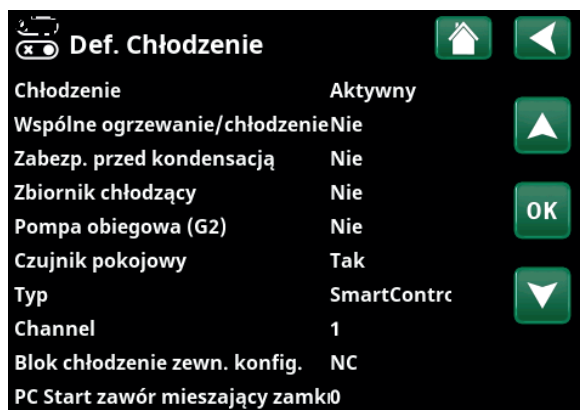 Def. Chłodzenie
Chłodzenie Aktywny
Wspólne ogrzewanie/chłodzenie Nie
Zabezp. przed kondensacją Nie
Zbiornik chłodzący Nie
Pompa obiegowa (G2) Nie
OK
Czujnik pokojowy Tak
Typ SmartContrc
Channel 1
Blok chłodzenie zewn. konfig. NC
PC Start zawór mieszający zamkı 0